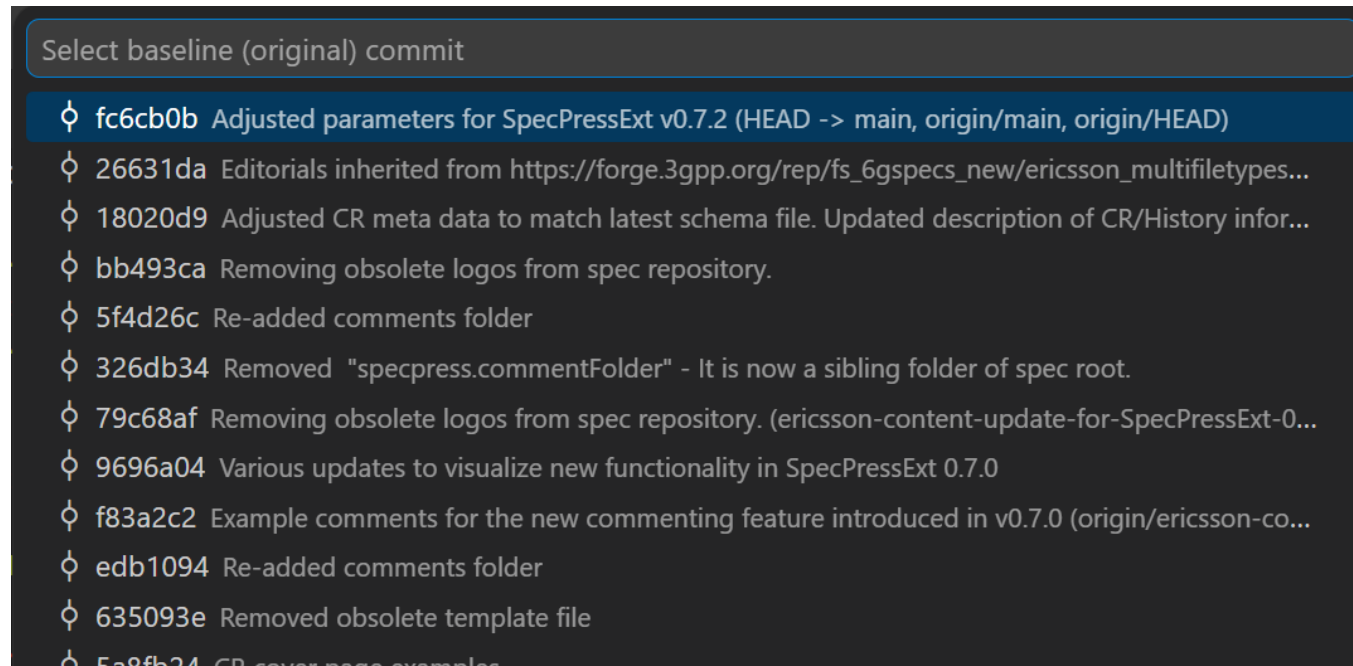 Select baseline (original) commit
fc6cb0b Adjusted parameters for SpecPressExt v0.7.2 (HEAD -> main, origin/main, origin/HEAD)
26631da Editorials inherited from https://forge.3gpp.org/rep/fs_6gspecs_new/ericsson_multifiletypes...
18020d9 Adjusted CR meta data to match latest schema file. Updated description of CR/History infor...
bb493ca Removing obsolete logos from spec repository.
5f4d26c Re-added comments folder
326db34 Removed "specpress.commentFolder" - It is now a sibling folder of spec root.
79c68af Removing obsolete logos from spec repository. (ericsson-content-update-for-SpecPressExt-0...
9696a04 Various updates to visualize new functionality in SpecPressExt 0.7.0
f83a2c2 Example comments for the new commenting feature introduced in v0.7.0 (origin/ericsson-co...
edb1094 Re-added comments folder
635093e Removed obsolete template file
5a8fb24 CR cover page examples